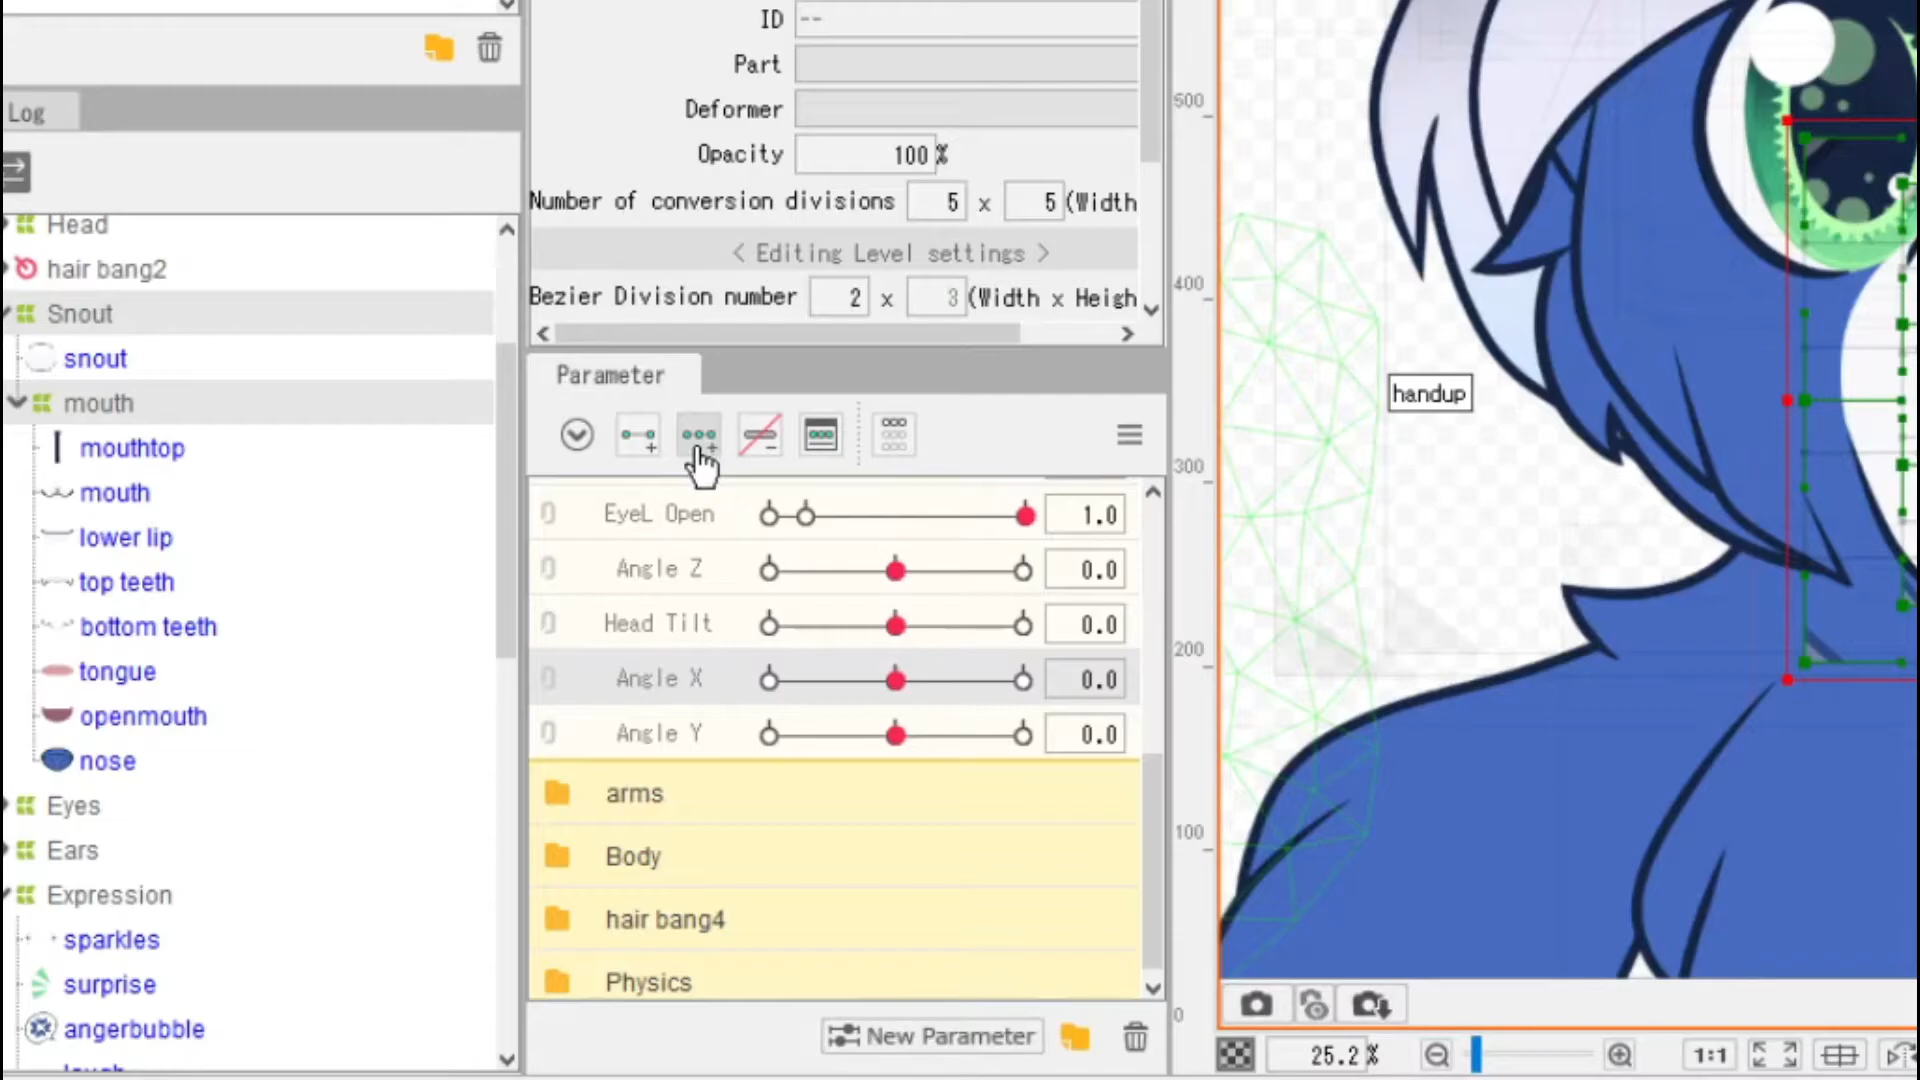 Log
Head
hair bang2
Snout
snout
mouth
mouthtop
mouth
lower lip
top teeth
bottom teeth
tongue
openmouth
nose
Eyes
Ears
Expression
sparkles
surprise
angerbubble
ID --
Part
Deformer
Opacity 100 %
Number of conversion divisions 5 x 5 (Width
< Editing Level settings >
Bezier Division number 2 x 3 (Width x Heigh
Parameter
EyeL Open 1.0
Angle Z 0.0
Head Tilt 0.0
Angle X 0.0
Angle Y 0.0
arms
Body
hair bang4
Physics
New Parameter
500
400
300
200
100
0
handup
25.2 %
1:1